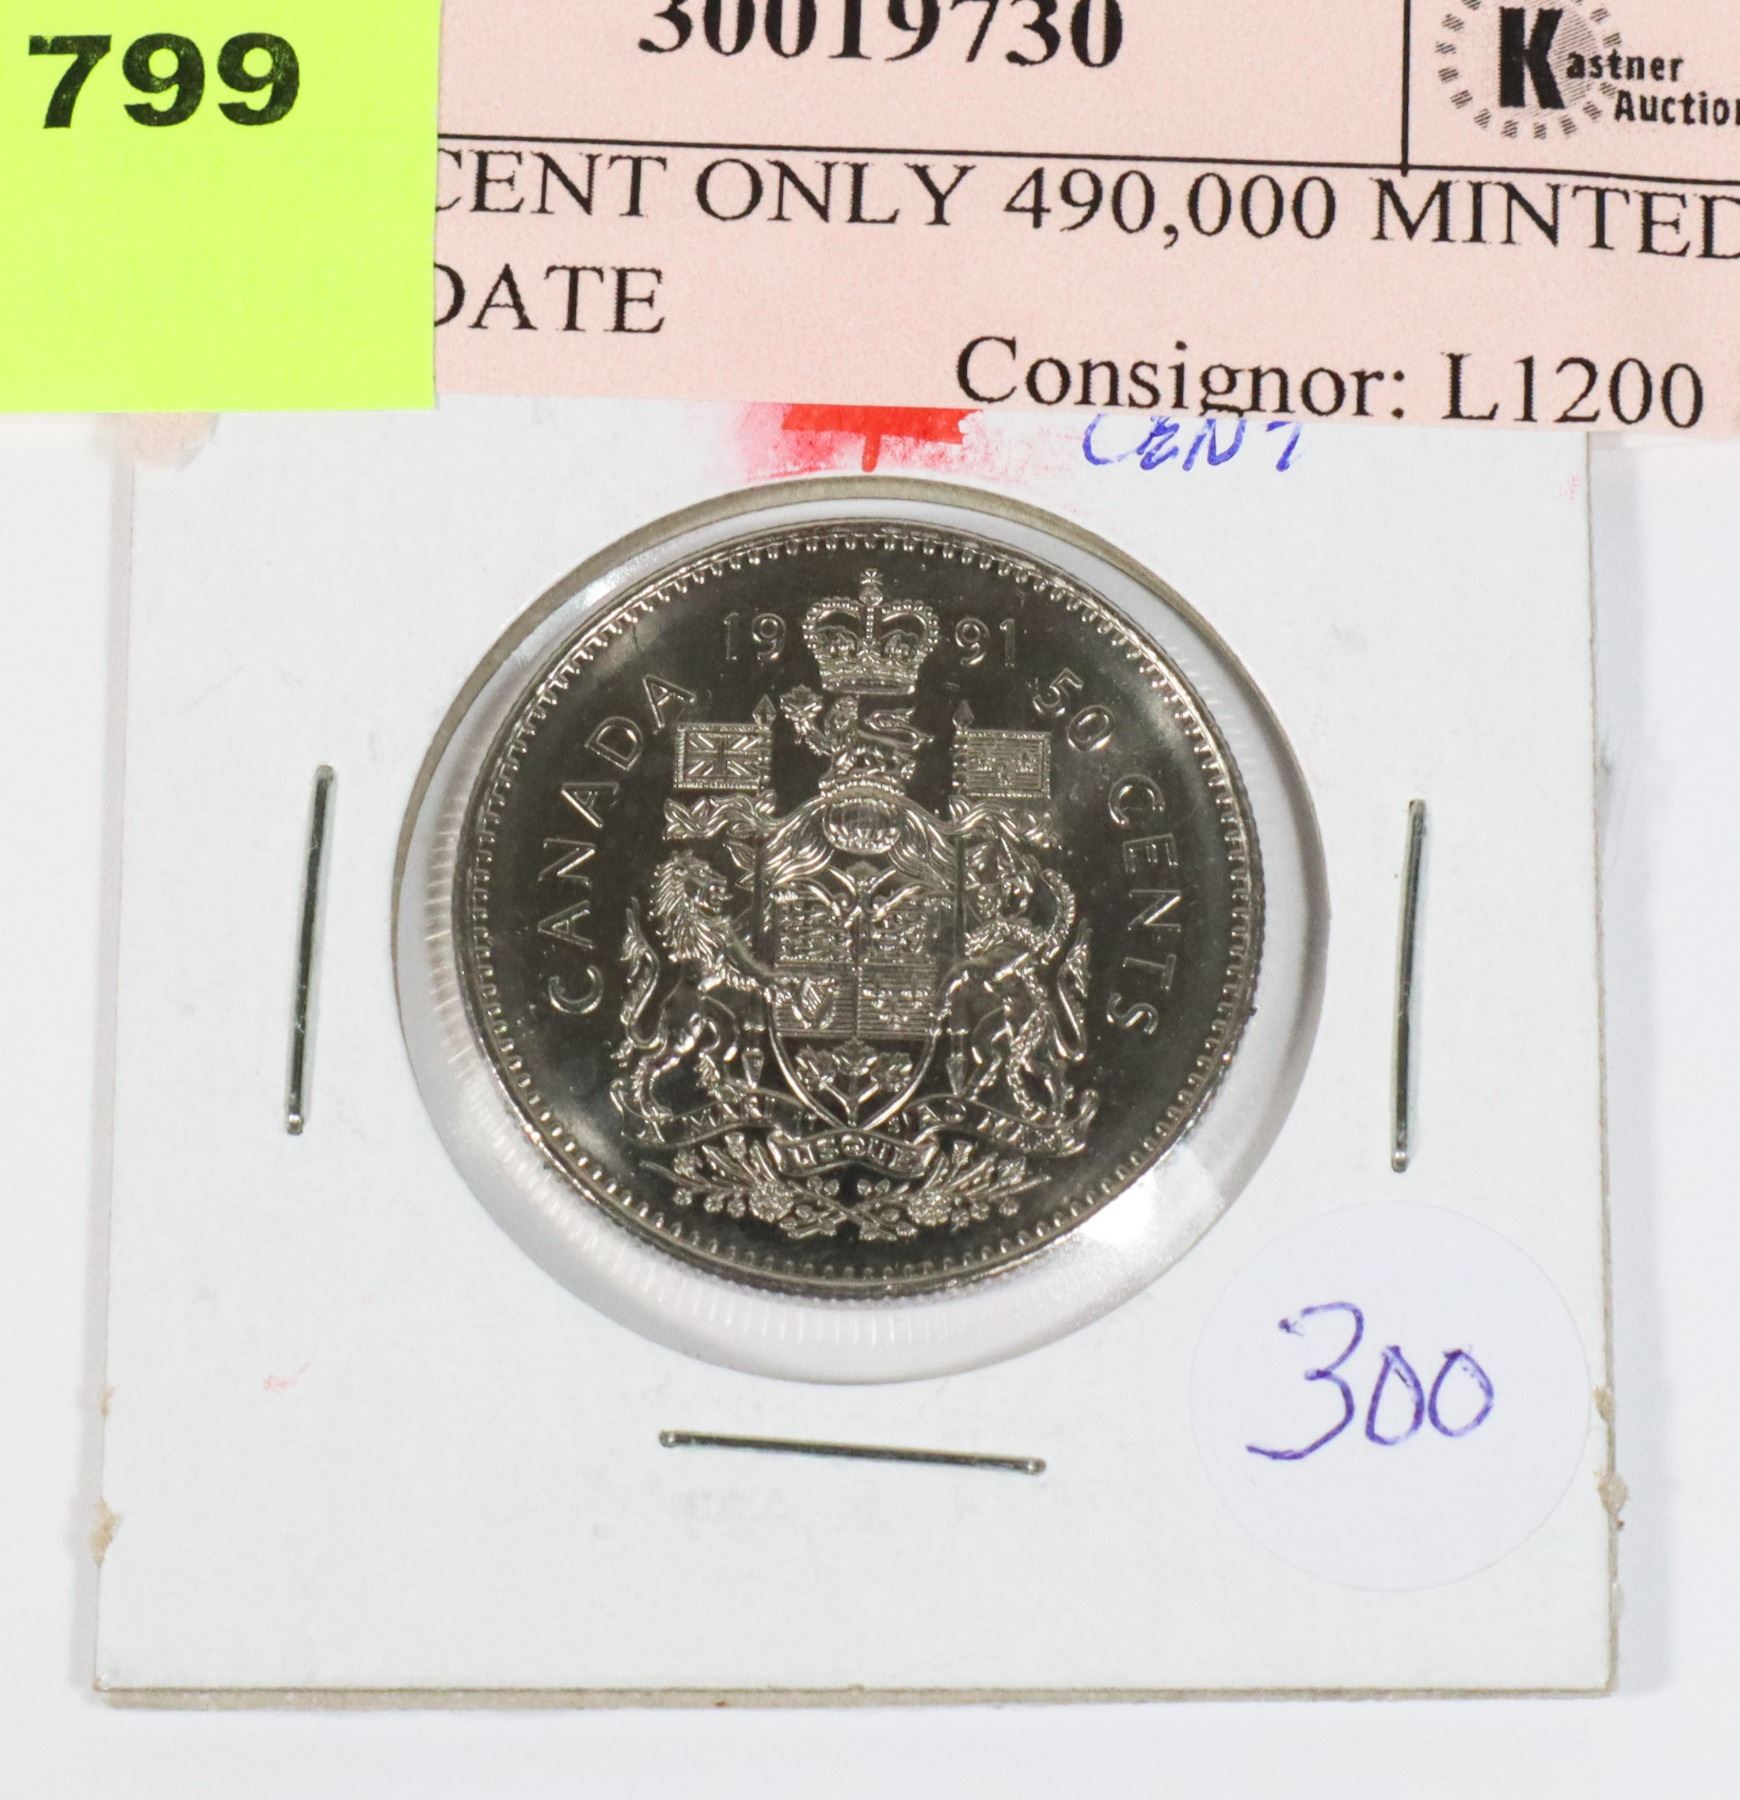 799
30019730
Kastner
Auction
CENT ONLY 490,000 MINTED
DATE
Consignor: L1200
CENT
1991
CANADA
50 CENTS
300